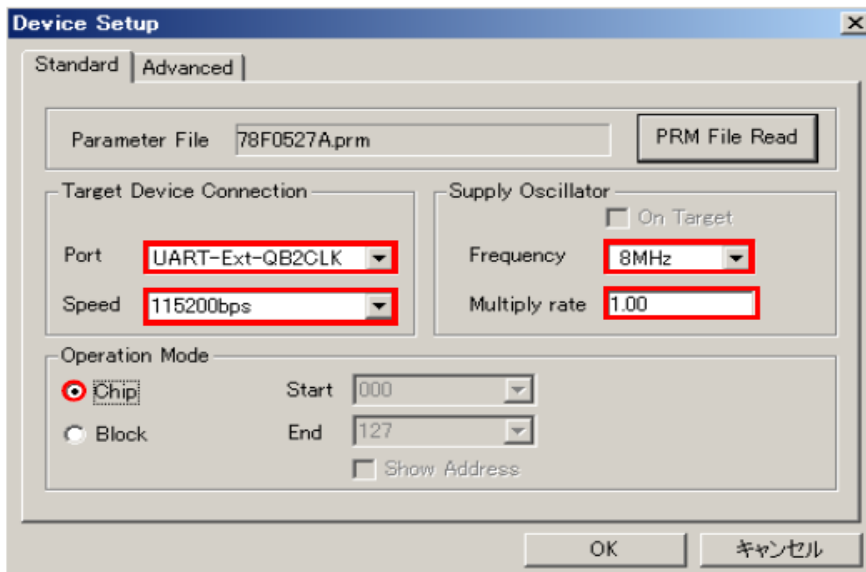 Device Setup
Standard Advanced
Parameter File 78F0527A.prm PRM File Read
Target Device Connection Supply Oscillator
On Target
Port UART-Ext-QB2CLK Frequency 8MHz
Speed 115200bps Multiply rate 1.00
Operation Mode
Chip Start 000
Block End 127
Show Address
OK キャンセル